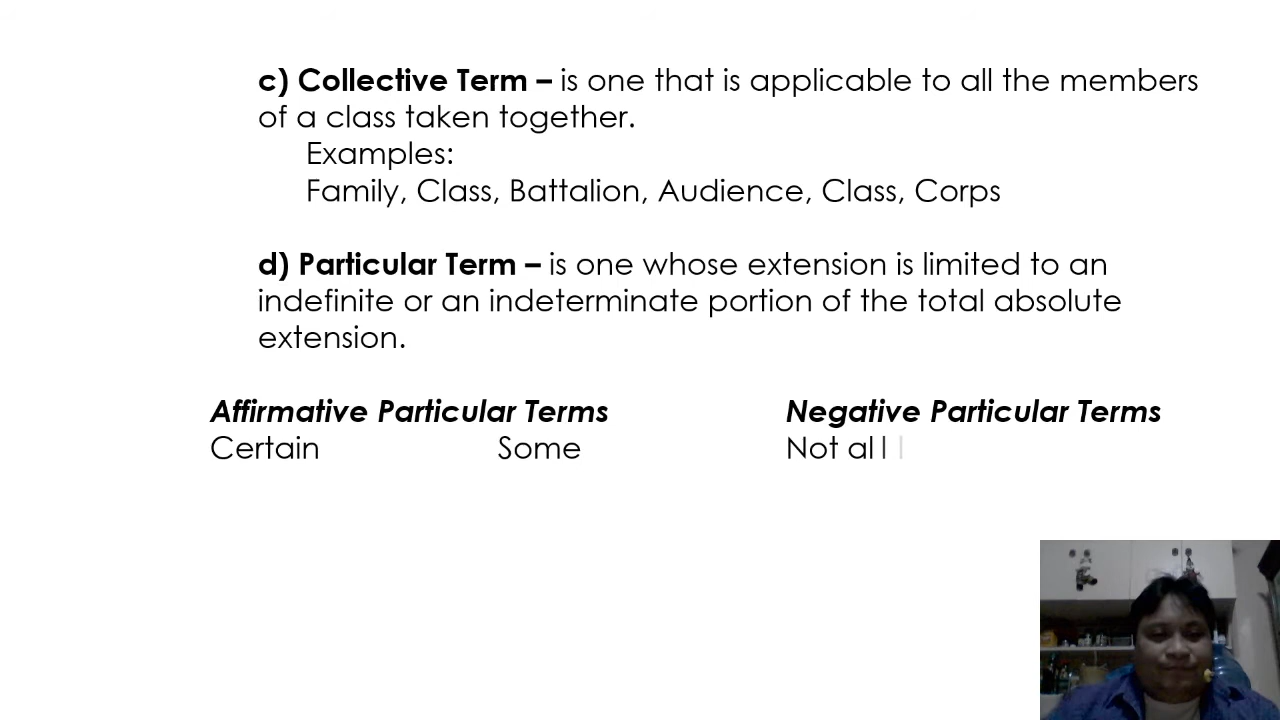 c) Collective Term – is one that is applicable to all the members
of a class taken together.
Examples:
Family, Class, Battalion, Audience, Class, Corps
d) Particular Term – is one whose extension is limited to an
indefinite or an indeterminate portion of the total absolute
extension.
Affirmative Particular Terms Negative Particular Terms
Certain Some Not all